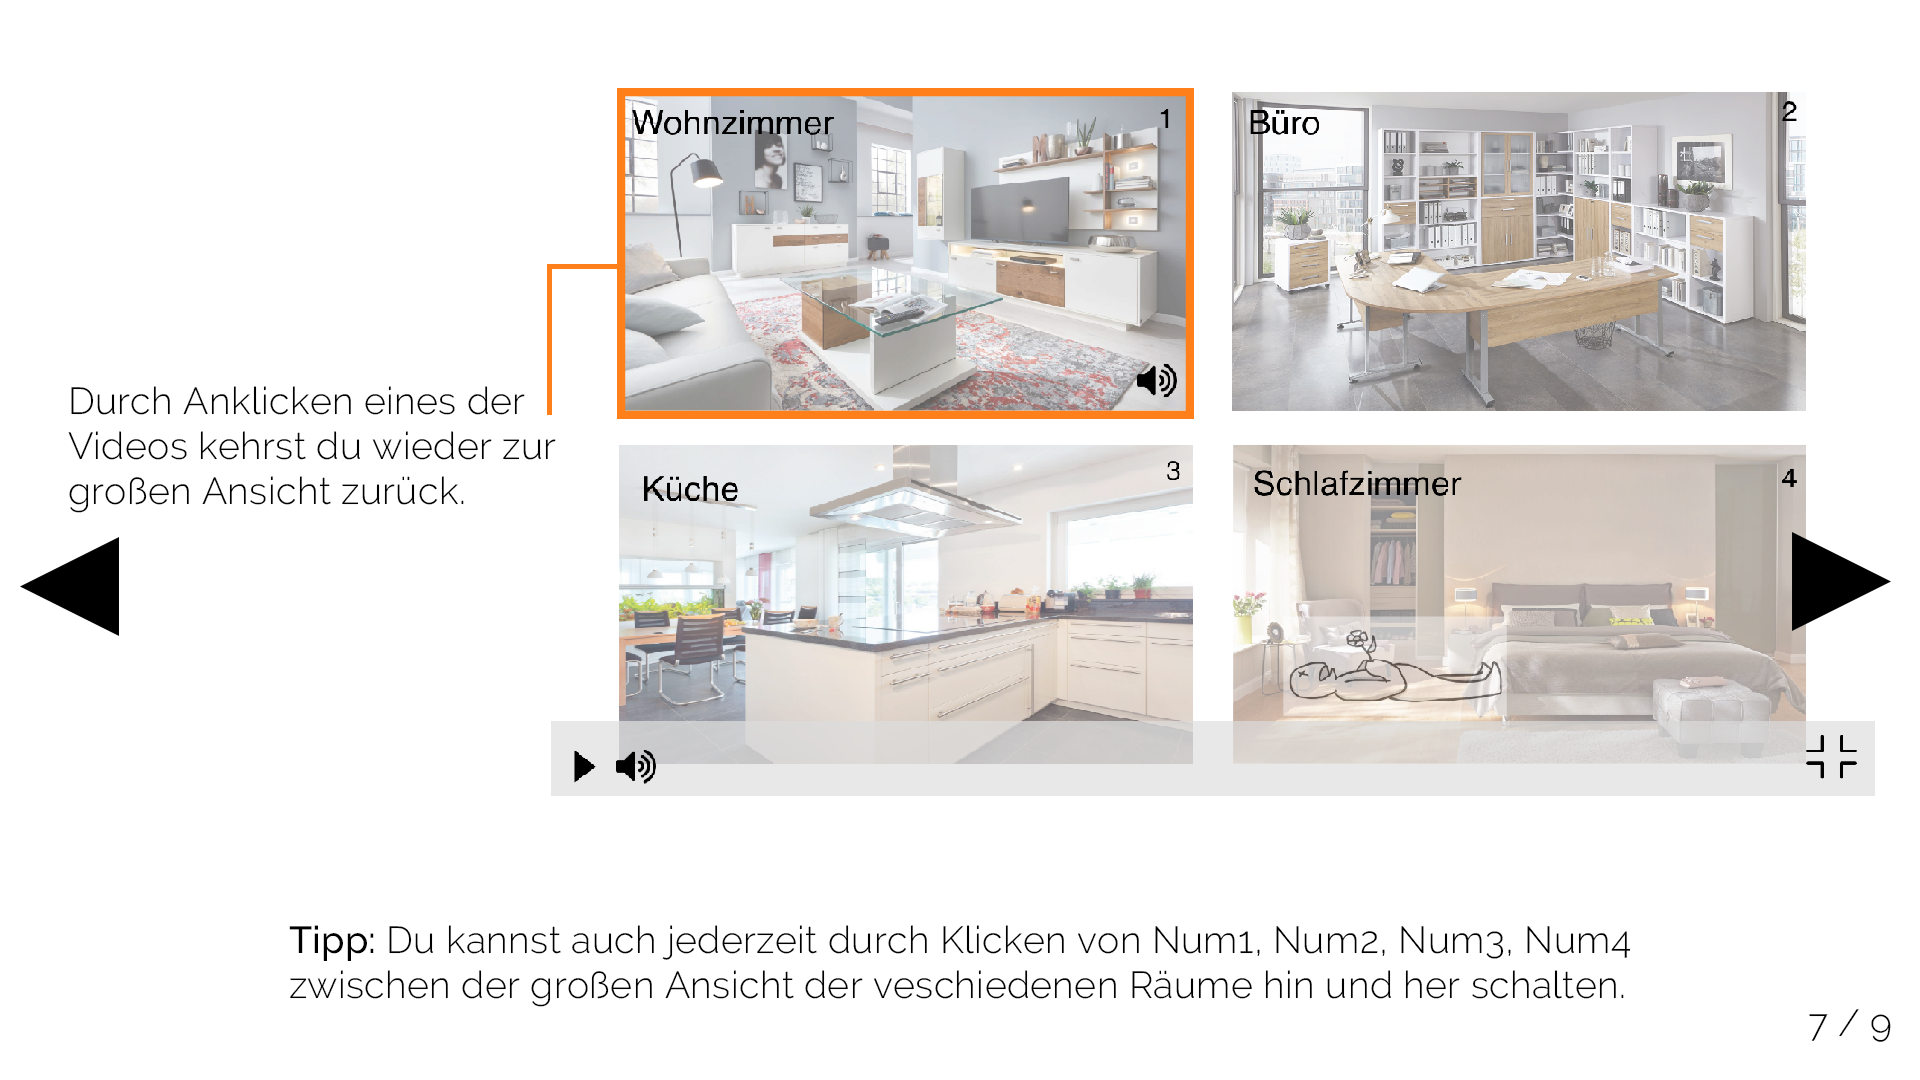 Wohnzimmer 1
Büro 2
Durch Anklicken eines der
Videos kehrst du wieder zur
großen Ansicht zurück.
Küche 3
Schlafzimmer 4
Tipp: Du kannst auch jederzeit durch Klicken von Num1, Num2, Num3, Num4
zwischen der großen Ansicht der veschiedenen Räume hin und her schalten.
7 / 9